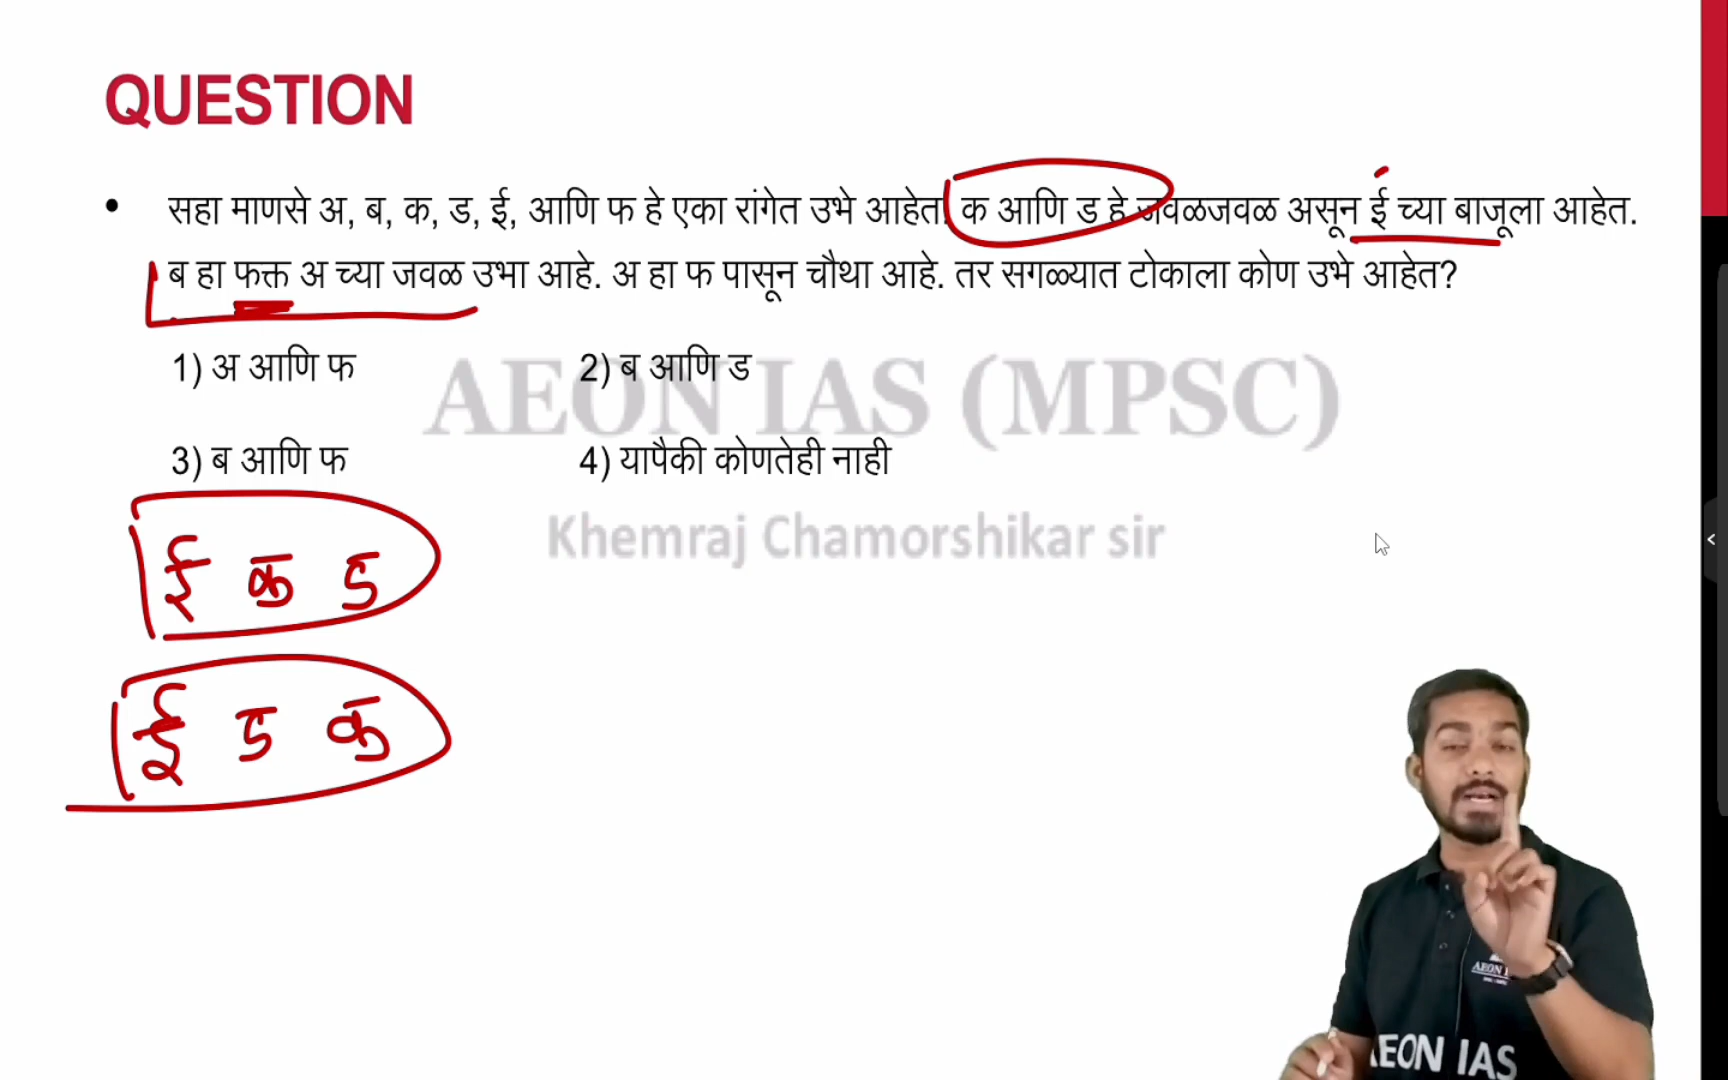 QUESTION
• सहा माणसे अ, ब, क, ड, ई, आणि फ हे एका रांगेत उभे आहेत. क आणि ड हे जवळजवळ असून ई च्या बाजूला आहेत.
ब हा फक्त अ च्या जवळ उभा आहे. अ हा फ पासून चौथा आहे. तर सगळ्यात टोकाला कोण उभे आहेत?
1) अ आणि फ 2) ब आणि ड
AEON IAS (MPSC)
3) ब आणि फ 4) यापैकी कोणतेही नाही
Khemraj Chamorshikar sir
ई क ड
ई ड क
AEON I
EON IAS